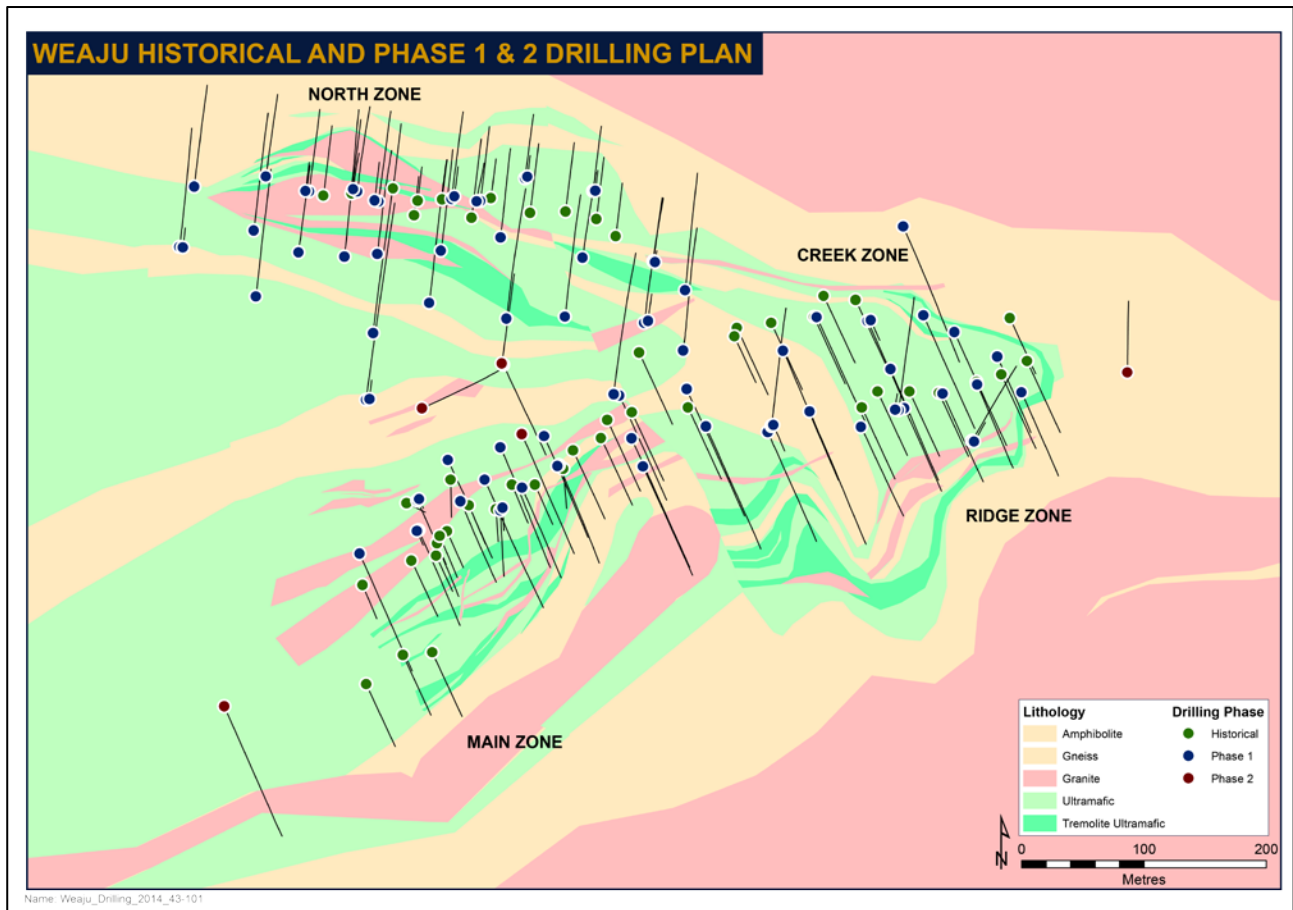 WEAJU HISTORICAL AND PHASE 1 & 2 DRILLING PLAN
NORTH ZONE
CREEK ZONE
RIDGE ZONE
MAIN ZONE
Lithology
Amphibolite
Gneiss
Granite
Ultramafic
Tremolite Ultramafic
Drilling Phase
Historical
Phase 1
Phase 2
N
0 100 200
Metres
Name: Weaju_Drilling_2014_43-101